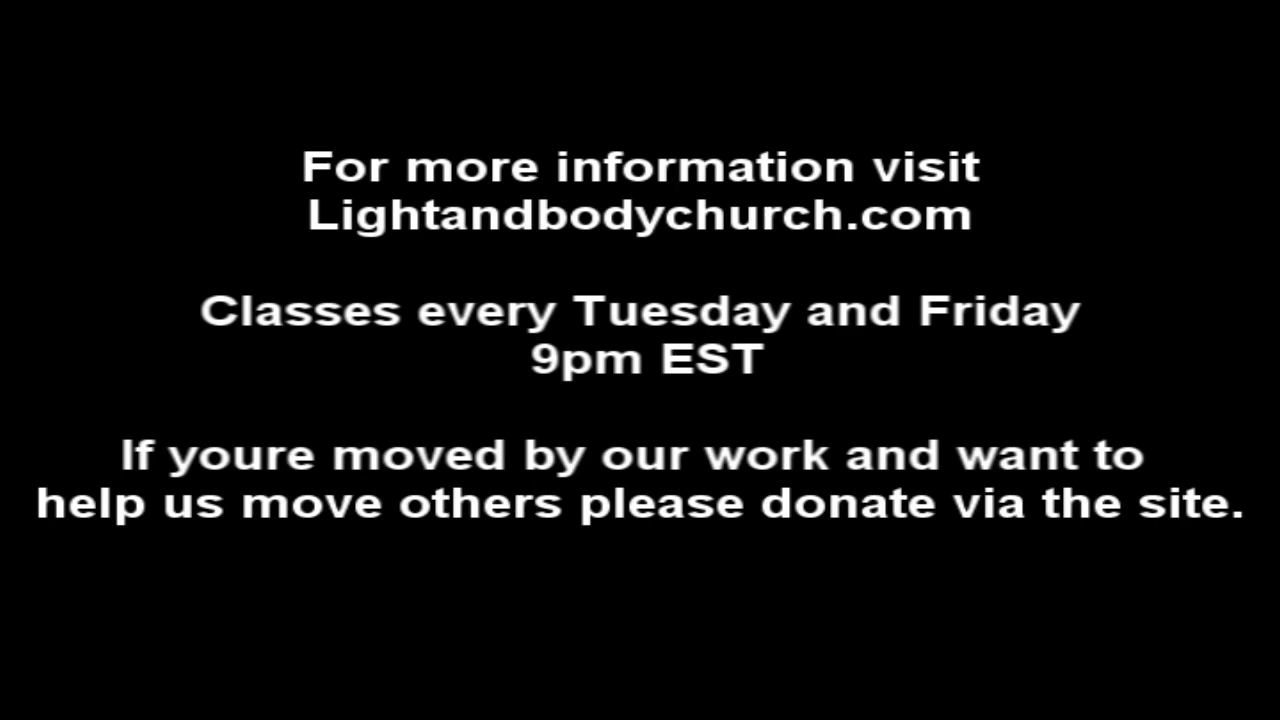 For more information visit
Lightandbodychurch.com
Classes every Tuesday and Friday
9pm EST
If youre moved by our work and want to
help us move others please donate via the site.